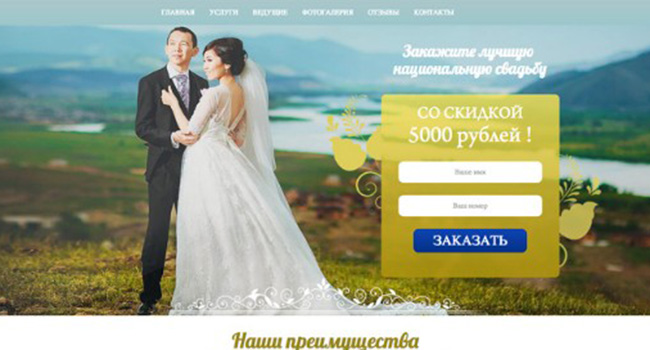 ГЛАВНАЯ УСЛУГИ ВЕДУЩИЕ ФОТОГАЛЕРЕЯ ОТЗЫВЫ КОНТАКТЫ
Закажите лучшую
национальную свадьбу
СО СКИДКОЙ
5000 рублей !
Ваше имя
Ваш номер
ЗАКАЗАТЬ
Наши преимущества